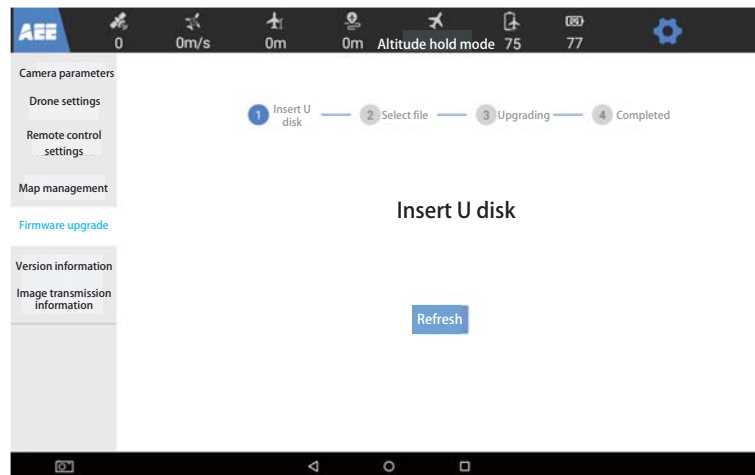 AEE
0 0m/s 0m 0m Altitude hold mode 75 77
Camera parameters
Drone settings
Remote control
settings
Map management
Firmware upgrade
Version information
Image transmission
information
1 Insert U
disk
2 Select file
3 Upgrading
4 Completed
Insert U disk
Refresh